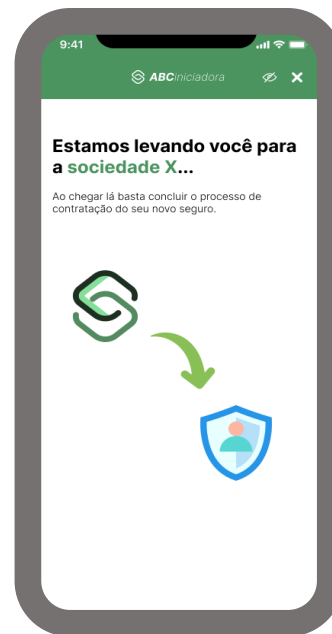 9:41
ABCIniciadora
Estamos levando você para
a sociedade X...
Ao chegar lá basta concluir o processo de
contratação do seu novo seguro.